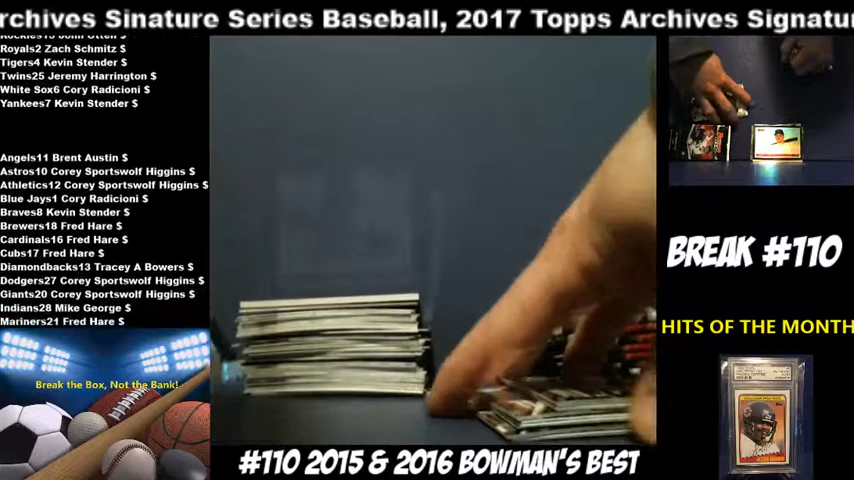 rchives Sinature Series Baseball, 2017 Topps Archives Signatur
Rockies15 John Otten $
Royals2 Zach Schmitz $
Tigers4 Kevin Stender $
Twins25 Jeremy Harrington $
White Sox6 Cory Radicioni $
Yankees7 Kevin Stender $
Angels11 Brent Austin $
Astros10 Corey Sportswolf Higgins $
Athletics12 Corey Sportswolf Higgins $
Blue Jays1 Cory Radicioni $
Braves8 Kevin Stender $
Brewers18 Fred Hare $
Cardinals16 Fred Hare $
Cubs17 Fred Hare $
Diamondbacks13 Tracey A Bowers $
Dodgers27 Corey Sportswolf Higgins $
Giants20 Corey Sportswolf Higgins $
Indians28 Mike George $
Mariners21 Fred Hare $
Break the Box, Not the Bank!
#110 2015 & 2016 BOWMAN'S BEST
BREAK #110
HITS OF THE MONTH